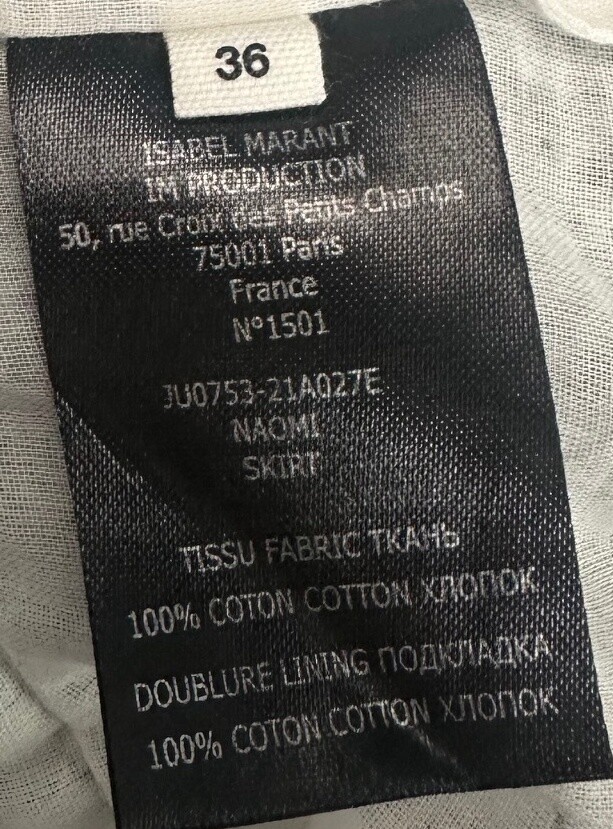 36
ISABEL MARANT
IM PRODUCTION
50, rue Croix des Petits Champs
75001 Paris
France
N°1501
JU0753-21A027E
NAOMI
SKIRT
TISSU FABRIC ТКАНЬ
100% COTON COTTON ХЛОПОК
DOUBLURE LINING ПОДКЛАДКА
100% COTON COTTON ХЛОПОК